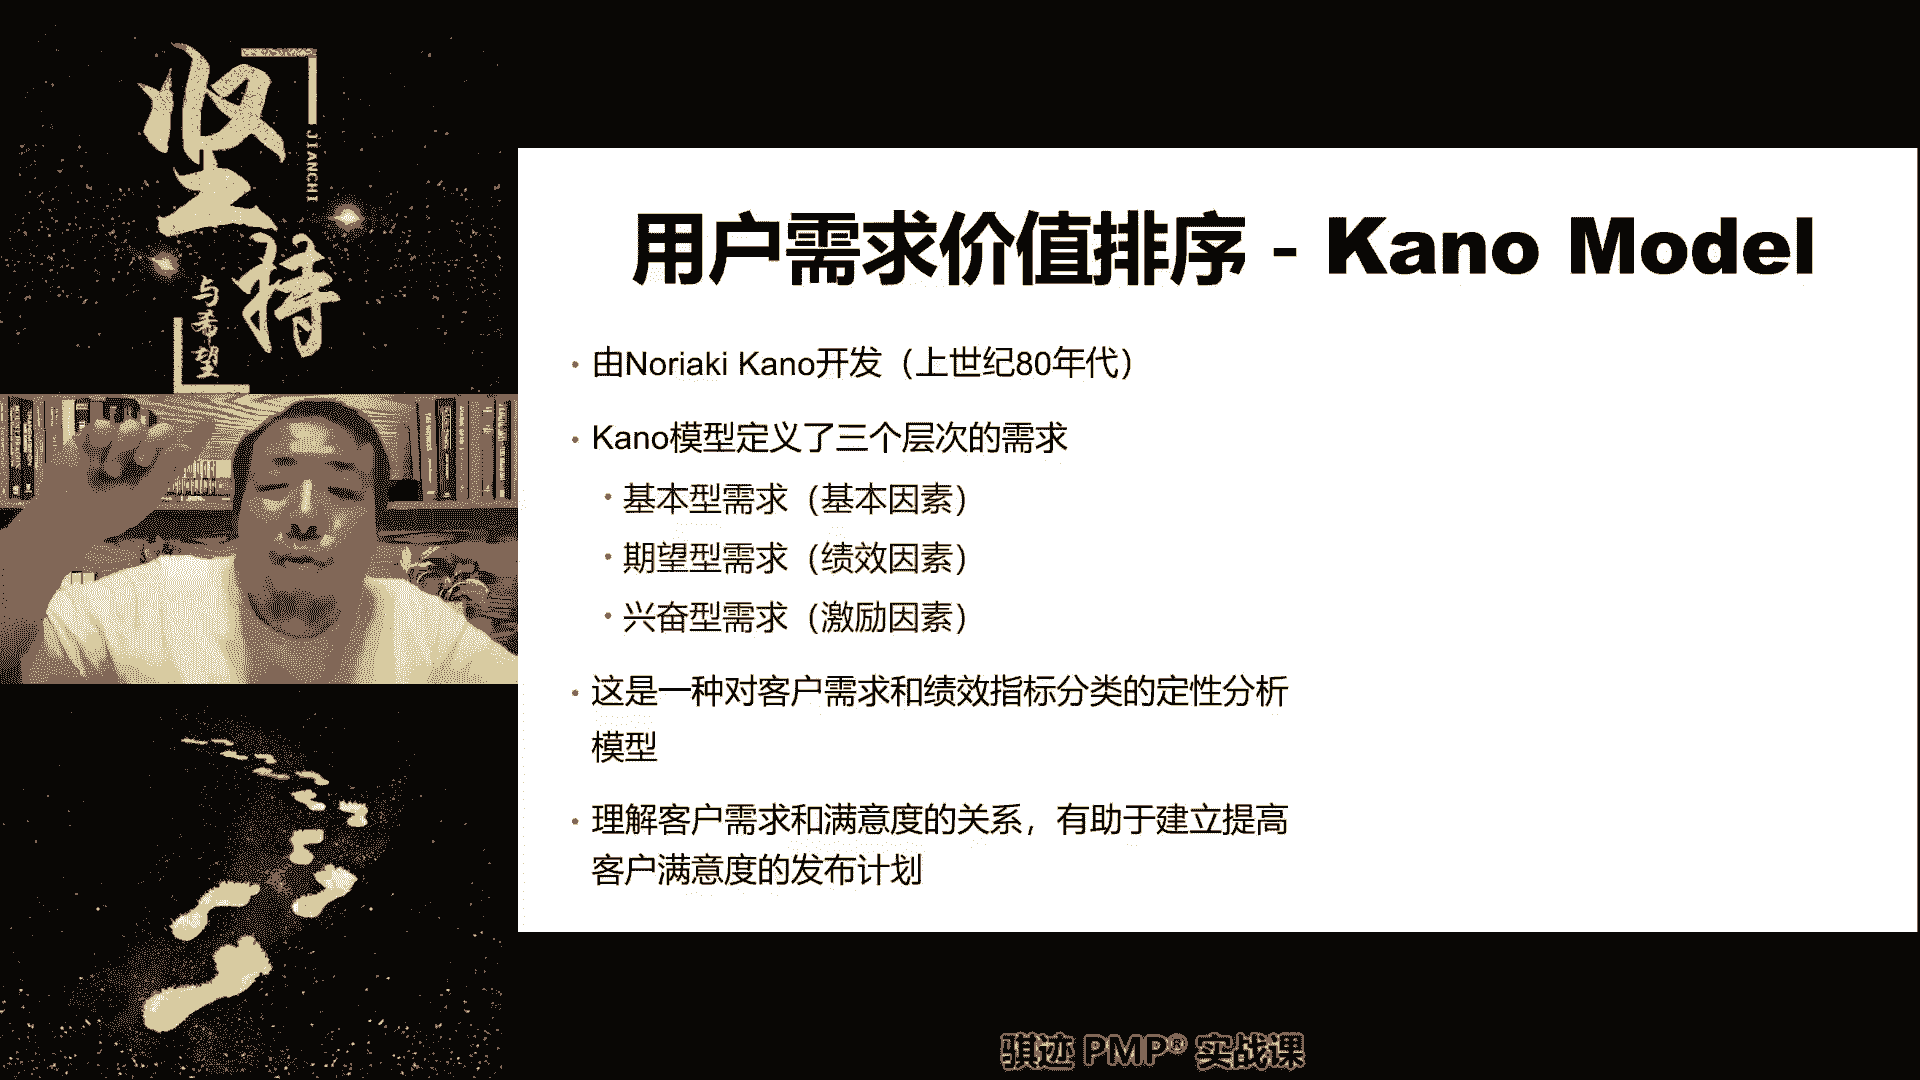 坚持
JIANCHI
与希望
用户需求价值排序 - Kano Model
· 由Noriaki Kano开发（上世纪80年代）
· Kano模型定义了三个层次的需求
· 基本型需求（基本因素）
· 期望型需求（绩效因素）
· 兴奋型需求（激励因素）
· 这是一种对客户需求和绩效指标分类的定性分析
模型
· 理解客户需求和满意度的关系，有助于建立提高
客户满意度的发布计划
骐迹 PMP® 实战课